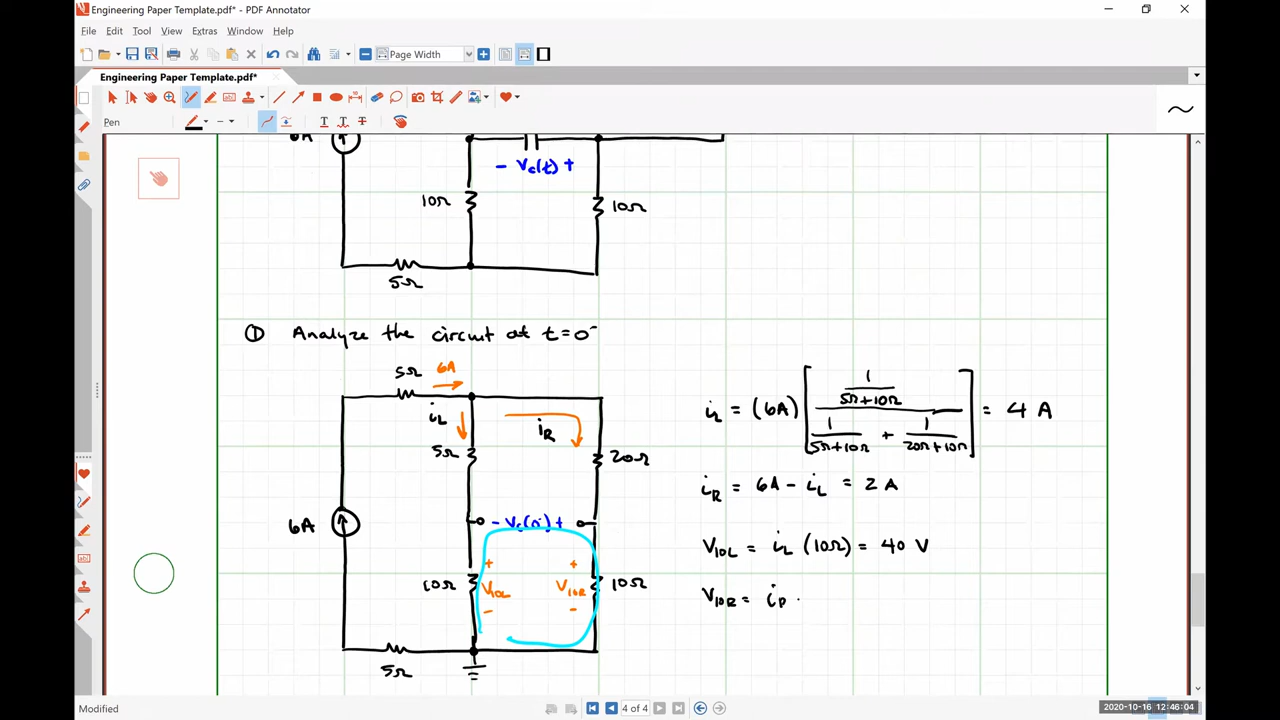 Engineering Paper Template.pdf* - PDF Annotator
File Edit Tool View Extras Window Help
Page Width
Engineering Paper Template.pdf*
Pen
6A
- Vc(t) +
10Ω
10Ω
5Ω
① Analyze the circuit at t=0⁻
5Ω
6A
iL
iR
5Ω
20Ω
6A
- Vc(0⁻) +
10Ω
+ V10L -
+ V10R -
10Ω
5Ω
iL = (6A) [ (1/(5Ω+10Ω)) / (1/(5Ω+10Ω) + 1/(20Ω+10Ω)) ] = 4 A
iR = 6A - iL = 2 A
V10L = iL (10Ω) = 40 V
V10R = iR
Modified
4 of 4
2020-10-16 12:46:04